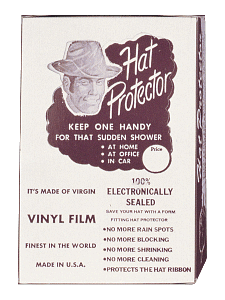 Hat
Protector
KEEP ONE HANDY
FOR THAT SUDDEN SHOWER
• AT HOME
• AT OFFICE
• IN CAR
Price
IT'S MADE OF VIRGIN
VINYL FILM
FINEST IN THE WORLD
MADE IN U.S.A.
100%
ELECTRONICALLY
SEALED
SAVE YOUR HAT WITH A FORM
FITTING HAT PROTECTOR
•NO MORE RAIN SPOTS
•NO MORE BLOCKING
•NO MORE SHRINKING
•NO MORE CLEANING
•PROTECTS THE HAT RIBBON
Hat Protector